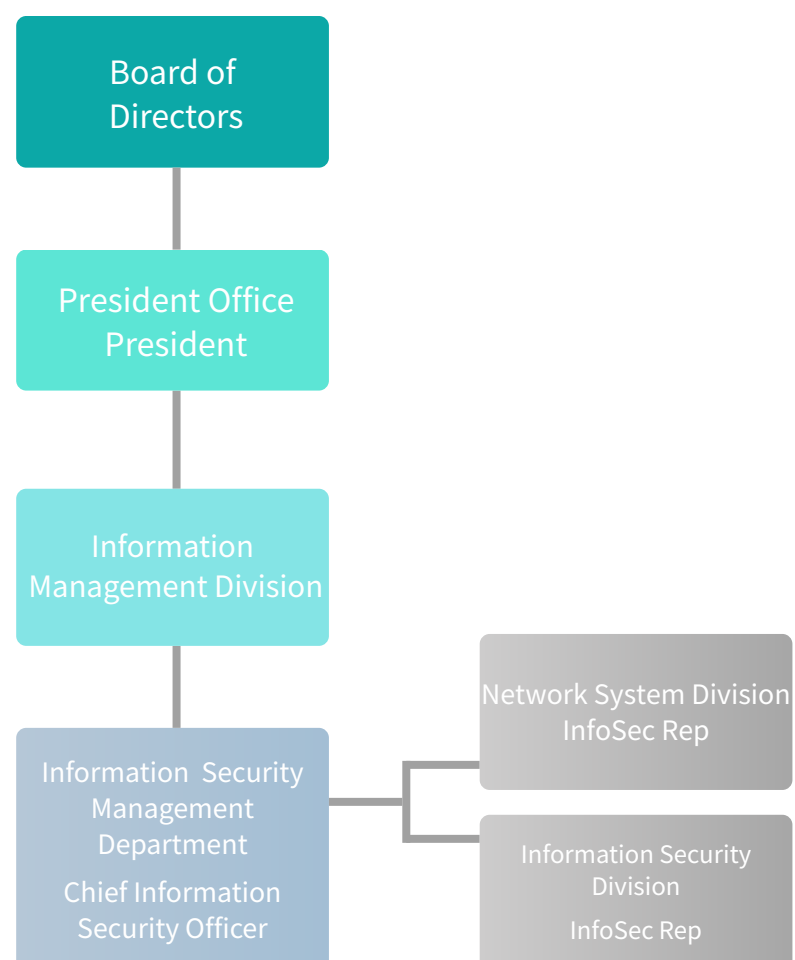 Board of
Directors
President Office
President
Information
Management Division
Information  Security
Management
Department
Chief Information
Security Officer
Network System Division
InfoSec Rep
Information Security
Division
InfoSec Rep